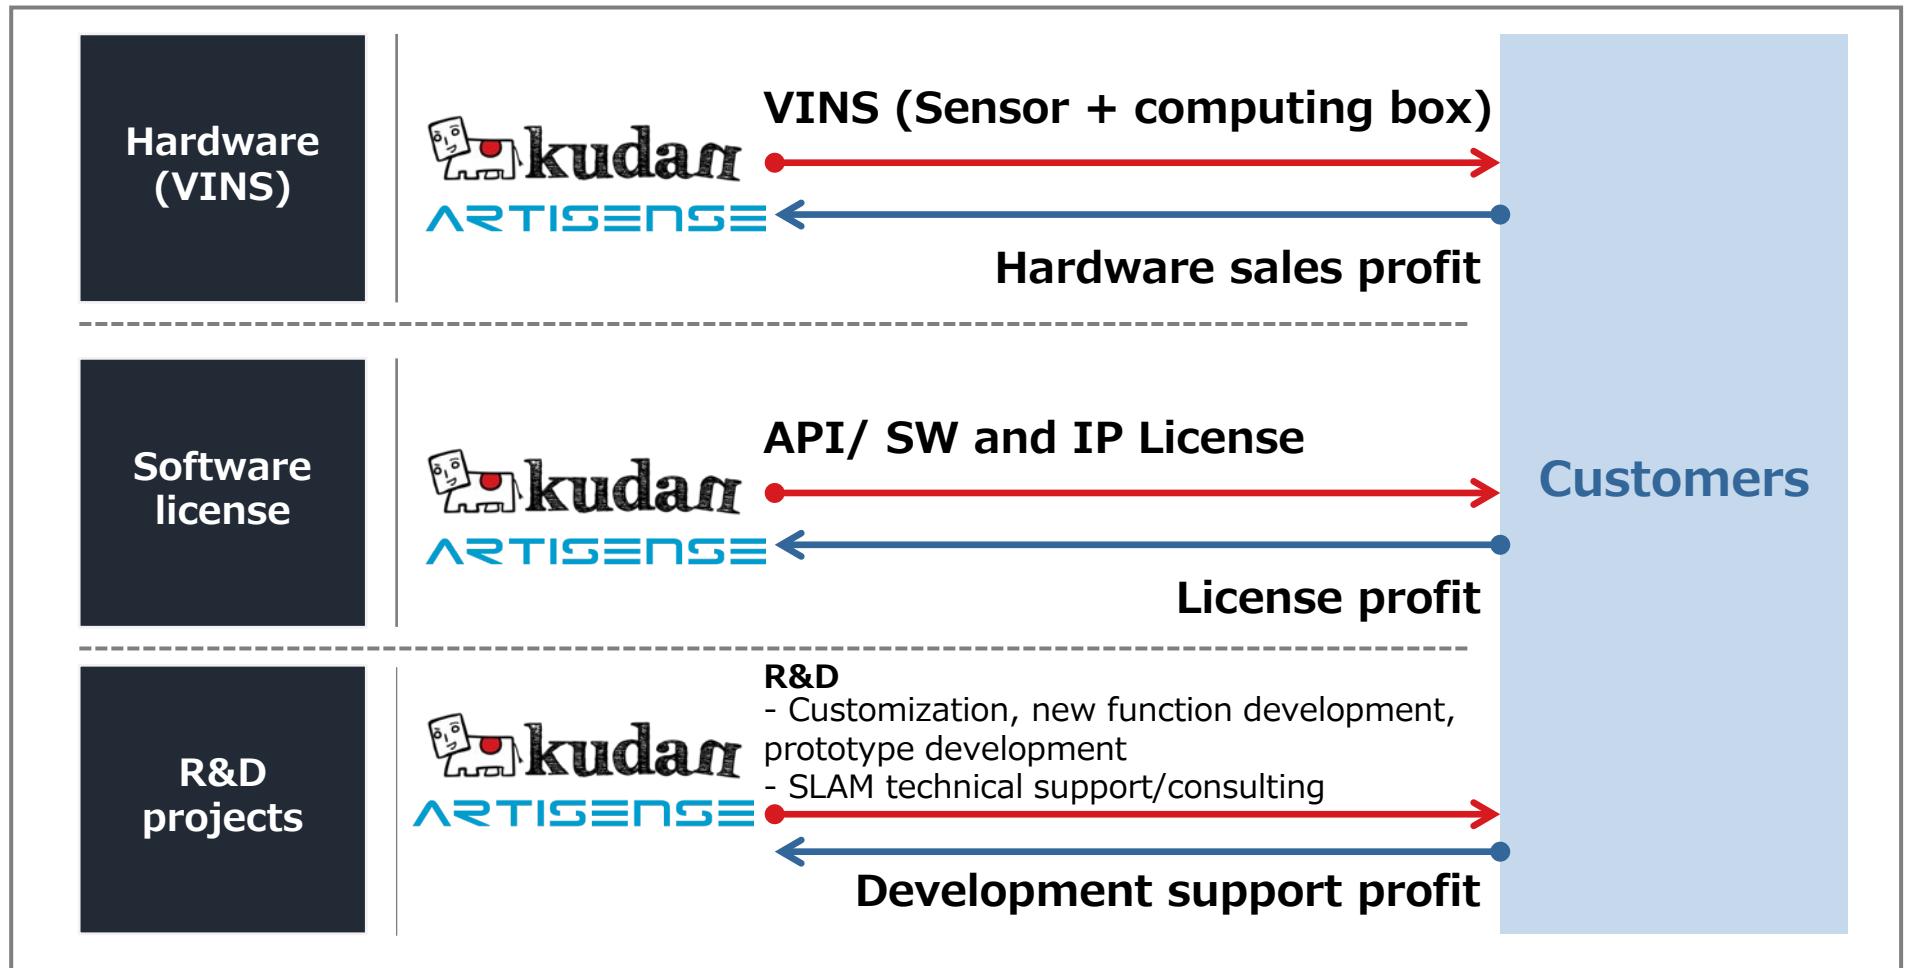 Hardware
(VINS)
kudan
ARTISENSE
VINS (Sensor + computing box)
Hardware sales profit
Software
license
kudan
ARTISENSE
API/ SW and IP License
License profit
Customers
R&D
projects
kudan
ARTISENSE
R&D
- Customization, new function development,
prototype development
- SLAM technical support/consulting
Development support profit